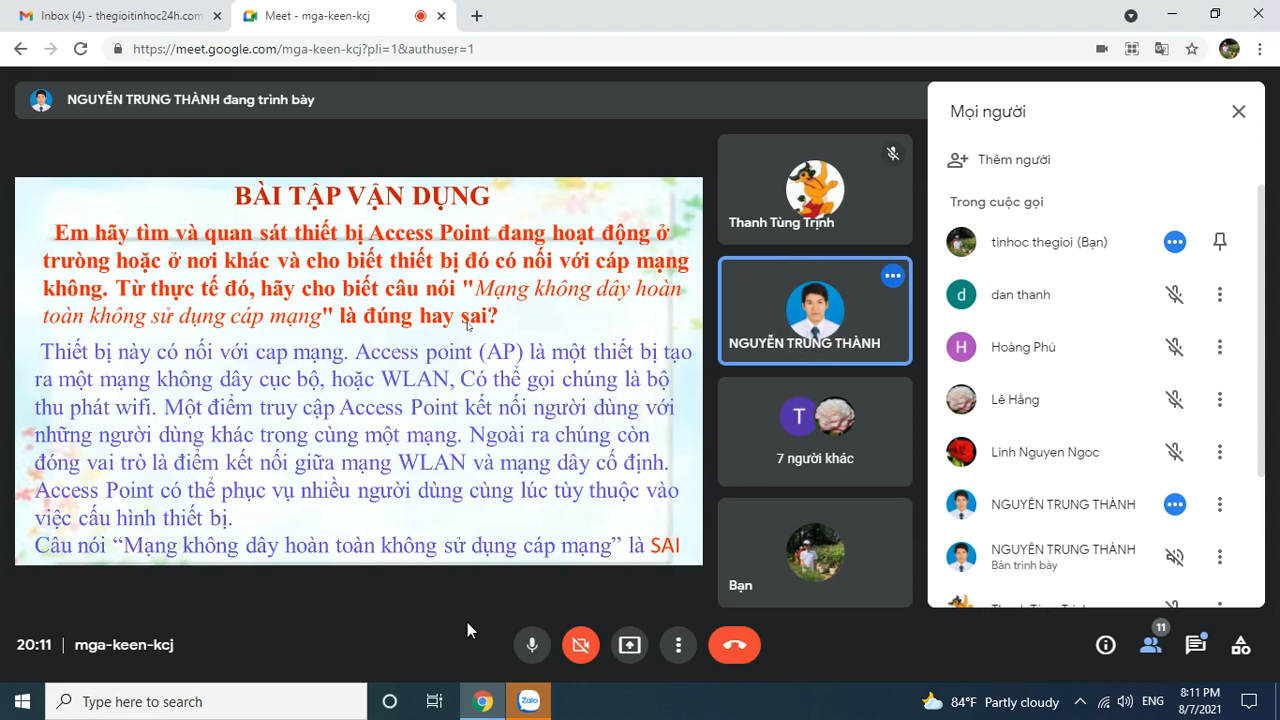 Inbox (4) - thegioitinhoc24h.com
Meet - mga-keen-kcj
https://meet.google.com/mga-keen-kcj?pli=1&authuser=1
NGUYỄN TRUNG THÀNH đang trình bày
BÀI TẬP VẬN DỤNG
Em hãy tìm và quan sát thiết bị Access Point đang hoạt động ở
trường hoặc ở nơi khác và cho biết thiết bị đó có nối với cáp mạng
không. Từ thực tế đó, hãy cho biết câu nói "Mạng không dây hoàn
toàn không sử dụng cáp mạng" là đúng hay sai?
Thiết bị này có nối với cap mạng. Access point (AP) là một thiết bị tạo
ra một mạng không dây cục bộ, hoặc WLAN, Có thể gọi chúng là bộ
thu phát wifi. Một điểm truy cập Access Point kết nối người dùng với
những người dùng khác trong cùng một mạng. Ngoài ra chúng còn
đóng vai trò là điểm kết nối giữa mạng WLAN và mạng dây cố định.
Access Point có thể phục vụ nhiều người dùng cùng lúc tùy thuộc vào
việc cấu hình thiết bị.
Câu nói “Mạng không dây hoàn toàn không sử dụng cáp mạng” là SAI
Thanh Tùng Trịnh
NGUYỄN TRUNG THÀNH
T
7 người khác
Bạn
Mọi người
Thêm người
Trong cuộc gọi
tinhoc thegioi (Bạn)
d
dan thanh
H
Hoàng Phú
Lê Hằng
Linh Nguyen Ngoc
NGUYỄN TRUNG THÀNH
NGUYỄN TRUNG THÀNH
Bản trình bày
20:11
mga-keen-kcj
11
Type here to search
Zalo
84°F Partly cloudy
ENG
8:11 PM
8/7/2021